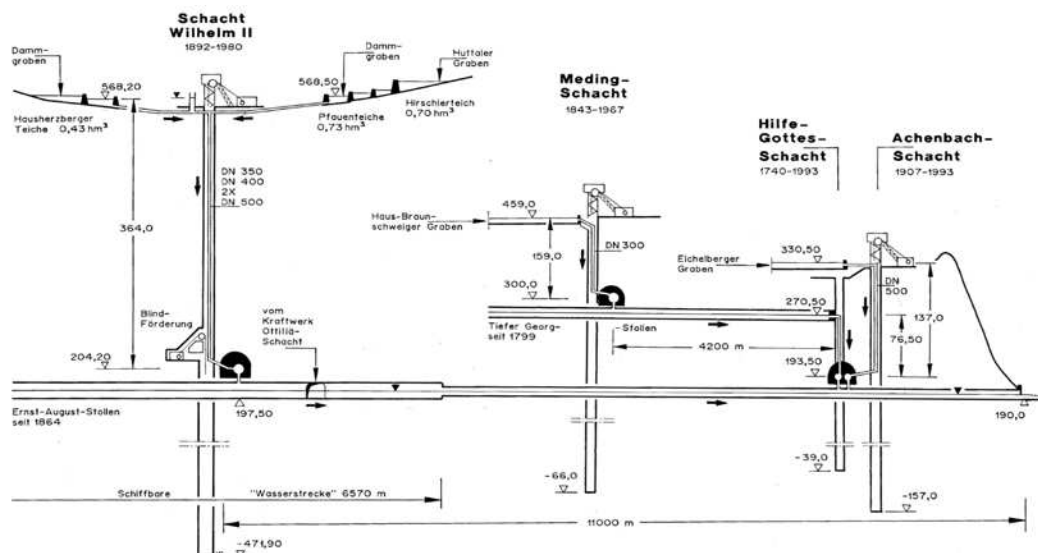 Schacht
Wilhelm II
1892-1980
Damm-
graben
Damm-
graben
Huttaler
Graben
568,20
568,50
Hausherzberger
Teiche 0,43 hm³
Pfauenteiche
0,73 hm³
Hirschlerteich
0,70 hm³
DN 350
DN 400
2X
DN 500
364,0
Blind-
Förderung
vom
Kraftwerk
Ottiliä-
Schacht
204,20
197,50
Ernst-August-Stollen
seit 1864
Schiffbare "Wasserstrecke" 6570 m
-471,90
11000 m
Meding-
Schacht
1843-1967
459,0
Haus-Braun-
schweiger Graben
DN 300
159,0
300,0
Tiefer Georg-
seit 1799
-Stollen
4200 m
-66,0
Hilfe-
Gottes-
Schacht
1740-1993
Achenbach-
Schacht
1907-1993
330,50
Eichelberger
Graben
DN
500
270,50
137,0
76,50
193,50
190,0
-39,0
-157,0